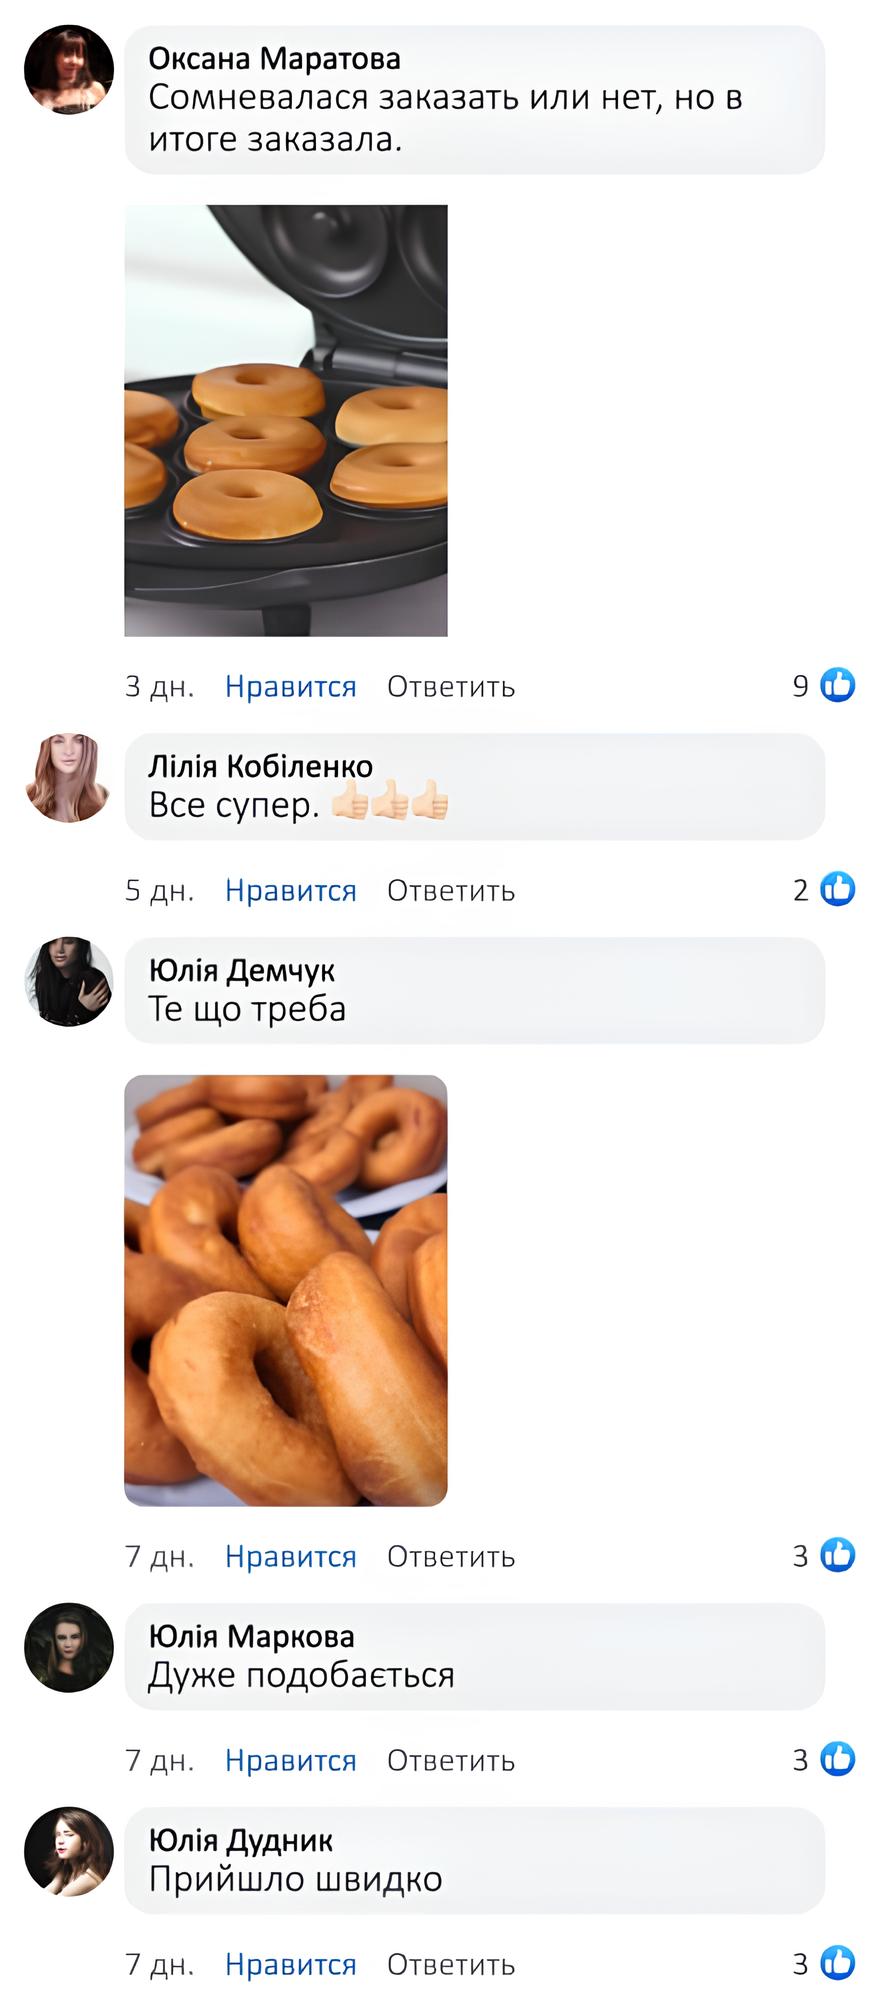 Оксана Маратова
Сомневалася заказать или нет, но в
итоге заказала.
3 дн. Нравится Ответить 9
Лілія Кобіленко
Все супер. 👍🏻👍🏻👍🏻
5 дн. Нравится Ответить 2
Юлія Демчук
Те що треба
7 дн. Нравится Ответить 3
Юлія Маркова
Дуже подобається
7 дн. Нравится Ответить 3
Юлія Дудник
Прийшло швидко
7 дн. Нравится Ответить 3